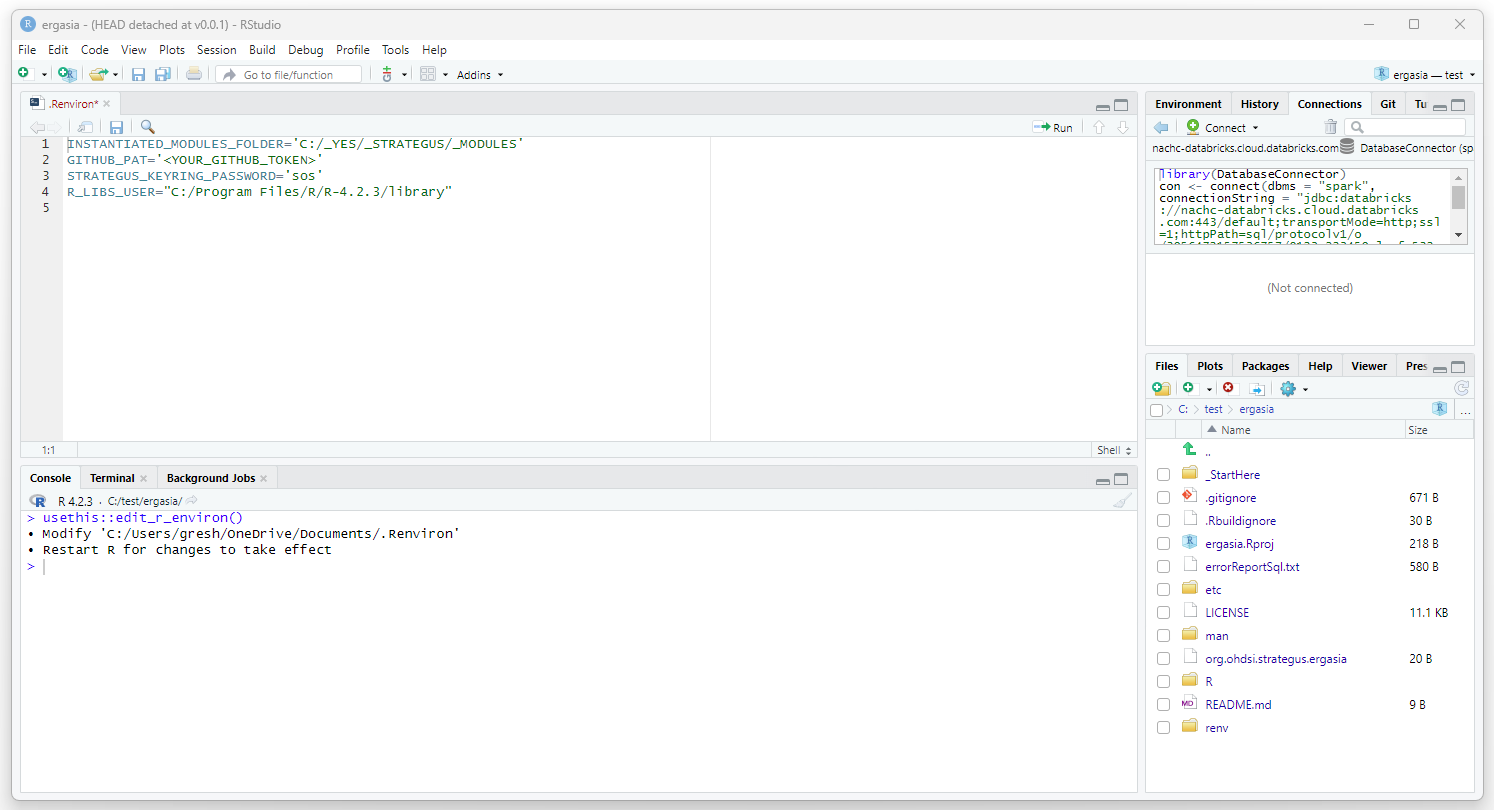 ergasia - (HEAD detached at v0.0.1) - RStudio
File Edit Code View Plots Session Build Debug Profile Tools Help
Go to file/function
Addins
ergasia — test
.Renviron*
Run
1 INSTANTIATED_MODULES_FOLDER='C:/_YES/_STRATEGUS/_MODULES'
2 GITHUB_PAT='<YOUR_GITHUB_TOKEN>'
3 STRATEGUS_KEYRING_PASSWORD='sos'
4 R_LIBS_USER="C:/Program Files/R/R-4.2.3/library"
5
1:1
Shell
Console Terminal Background Jobs
R 4.2.3 · C:/test/ergasia/
> usethis::edit_r_environ()
• Modify 'C:/Users/gresh/OneDrive/Documents/.Renviron'
• Restart R for changes to take effect
>
Environment History Connections Git Tu
Connect
nachc-databricks.cloud.databricks.com DatabaseConnector (sp
library(DatabaseConnector)
con <- connect(dbms = "spark",
connectionString = "jdbc:databricks
://nachc-databricks.cloud.databricks
.com:443/default;transportMode=http;ssl
=1;httpPath=sql/protocolv1/o
(Not connected)
Files Plots Packages Help Viewer Pres
C: test ergasia
...
Name Size
..
_StartHere
.gitignore 671 B
.Rbuildignore 30 B
ergasia.Rproj 218 B
errorReportSql.txt 580 B
etc
LICENSE 11.1 KB
man
org.ohdsi.strategus.ergasia 20 B
R
MD README.md 9 B
renv